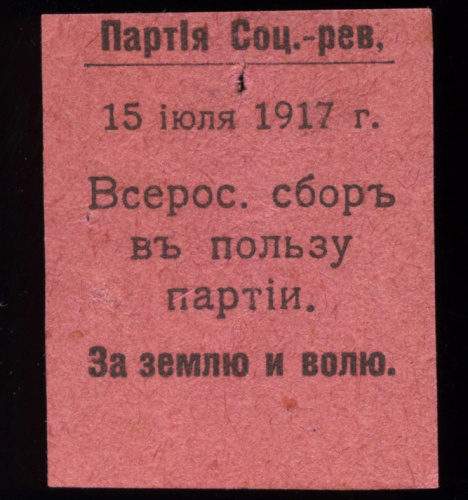 Партія Соц.-рев,
15 іюля 1917 г.
Всерос. сборъ
въ пользу
партіи.
За землю и волю.